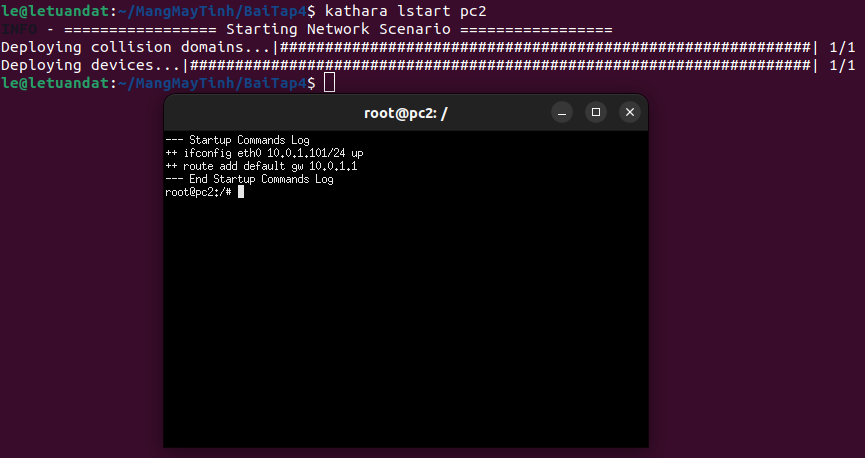 le@letuandat:~/MangMayTinh/BaiTap4$ kathara lstart pc2
INFO - ================= Starting Network Scenario =================
Deploying collision domains...|###########################################################| 1/1
Deploying devices...|#####################################################################| 1/1
le@letuandat:~/MangMayTinh/BaiTap4$
root@pc2: /
--- Startup Commands Log
++ ifconfig eth0 10.0.1.101/24 up
++ route add default gw 10.0.1.1
--- End Startup Commands Log
root@pc2:/#